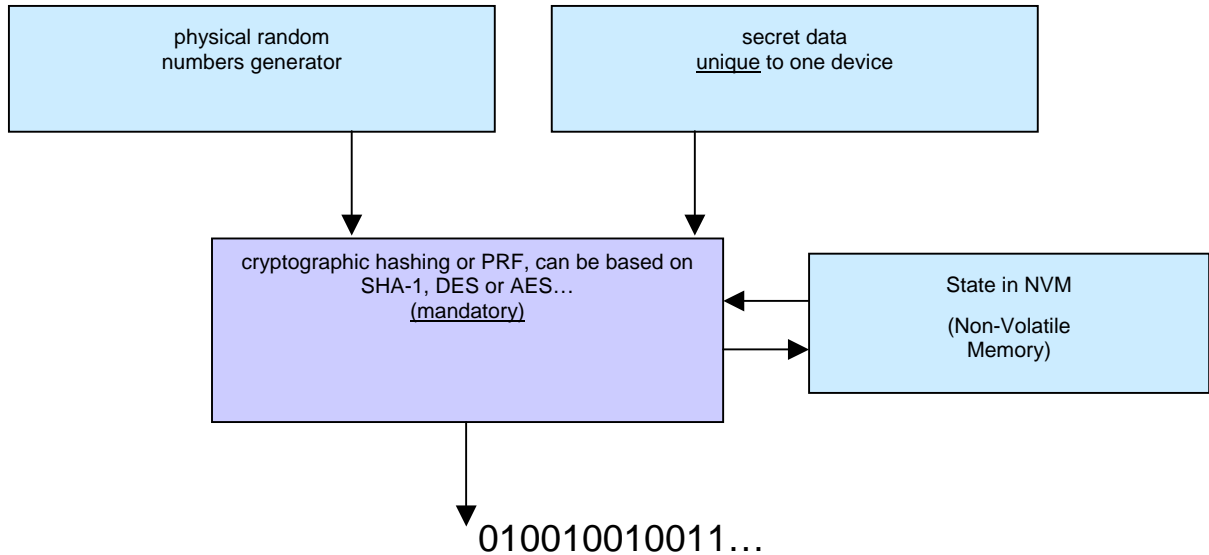 physical random
numbers generator
secret data
unique to one device
cryptographic hashing or PRF, can be based on
SHA-1, DES or AES…
(mandatory)
State in NVM
(Non-Volatile
Memory)
010010010011…